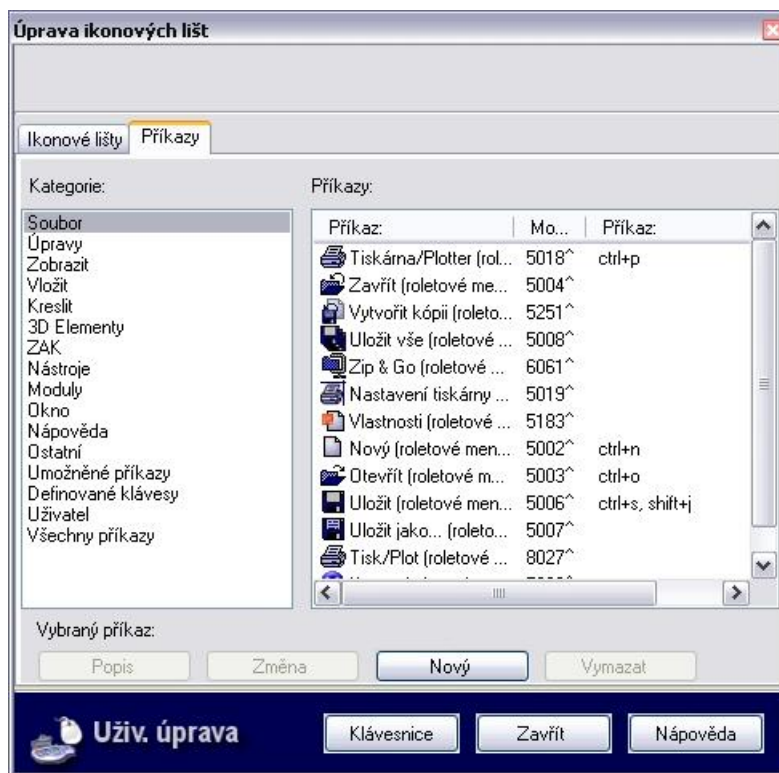 Úprava ikonových lišt
Ikonové lišty Příkazy
Kategorie:
Soubor
Úpravy
Zobrazit
Vložit
Kreslit
3D Elementy
ZAK
Nástroje
Moduly
Okno
Nápověda
Ostatní
Umožněné příkazy
Definované klávesy
Uživatel
Všechny příkazy
Příkazy:
Příkaz: Mo... Příkaz:
Tiskárna/Plotter (rol... 5018^ ctrl+p
Zavřít (roletové me... 5004^
Vytvořit kópii (roleto... 5251^
Uložit vše (roletové ... 5008^
Zip & Go (roletové ... 6061^
Nastavení tiskárny ... 5019^
Vlastnosti (roletové ... 5183^
Nový (roletové men... 5002^ ctrl+n
Otevřít (roletové m... 5003^ ctrl+o
Uložit (roletové men... 5006^ ctrl+s, shift+j
Uložit jako... (roleto... 5007^
Tisk/Plot (roletové ... 8027^
Vybraný příkaz:
Popis Změna Nový Vymazat
Uživ. úprava Klávesnice Zavřít Nápověda